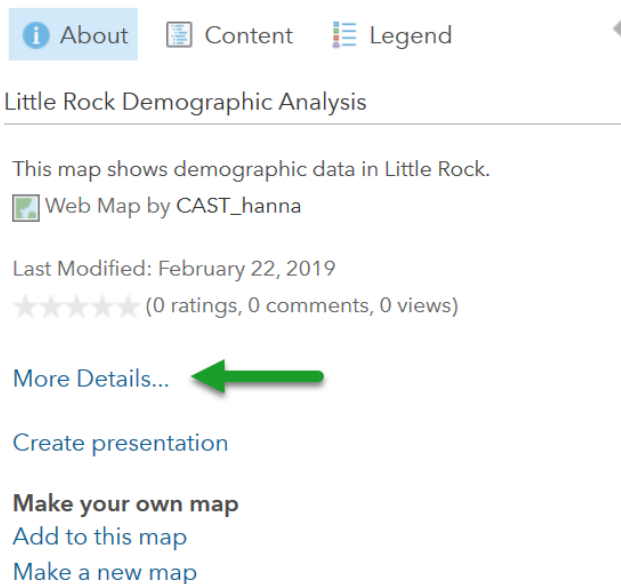 About Content Legend
Little Rock Demographic Analysis
This map shows demographic data in Little Rock.
Web Map by CAST_hanna
Last Modified: February 22, 2019
(0 ratings, 0 comments, 0 views)
More Details...
Create presentation
Make your own map
Add to this map
Make a new map